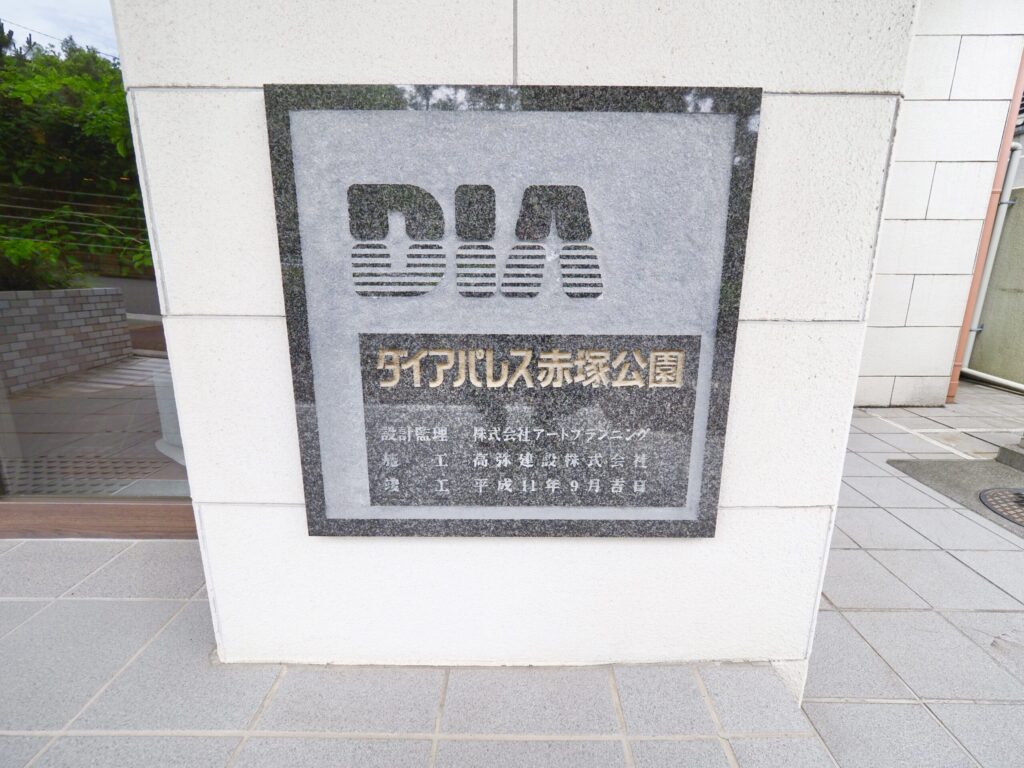 DIA
ダイアパレス赤塚公園
設計監理 株式会社アートプランニング
施工 高弥建設株式会社
竣工 平成11年9月吉日